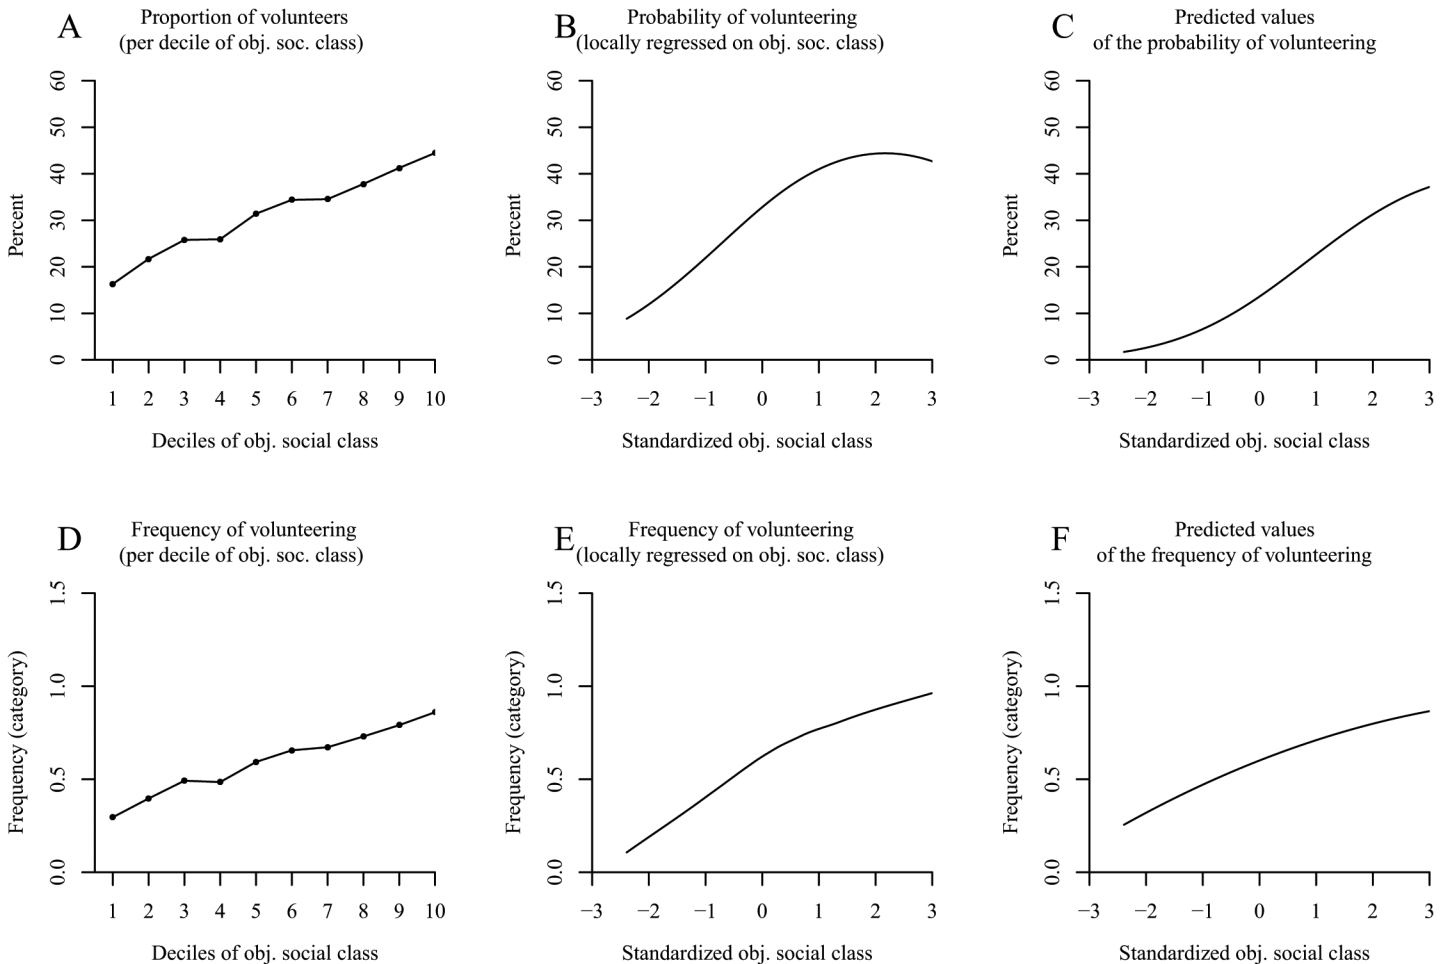 A
Proportion of volunteers
(per decile of obj. soc. class)
Percent
0 10 20 30 40 50 60
1 2 3 4 5 6 7 8 9 10
Deciles of obj. social class
B
Probability of volunteering
(locally regressed on obj. soc. class)
Percent
0 10 20 30 40 50 60
−3 −2 −1 0 1 2 3
Standardized obj. social class
C
Predicted values
of the probability of volunteering
Percent
0 10 20 30 40 50 60
−3 −2 −1 0 1 2 3
Standardized obj. social class
D
Frequency of volunteering
(per decile of obj. soc. class)
Frequency (category)
0.0 0.5 1.0 1.5
1 2 3 4 5 6 7 8 9 10
Deciles of obj. social class
E
Frequency of volunteering
(locally regressed on obj. soc. class)
Frequency (category)
0.0 0.5 1.0 1.5
−3 −2 −1 0 1 2 3
Standardized obj. social class
F
Predicted values
of the frequency of volunteering
Frequency (category)
0.0 0.5 1.0 1.5
−3 −2 −1 0 1 2 3
Standardized obj. social class